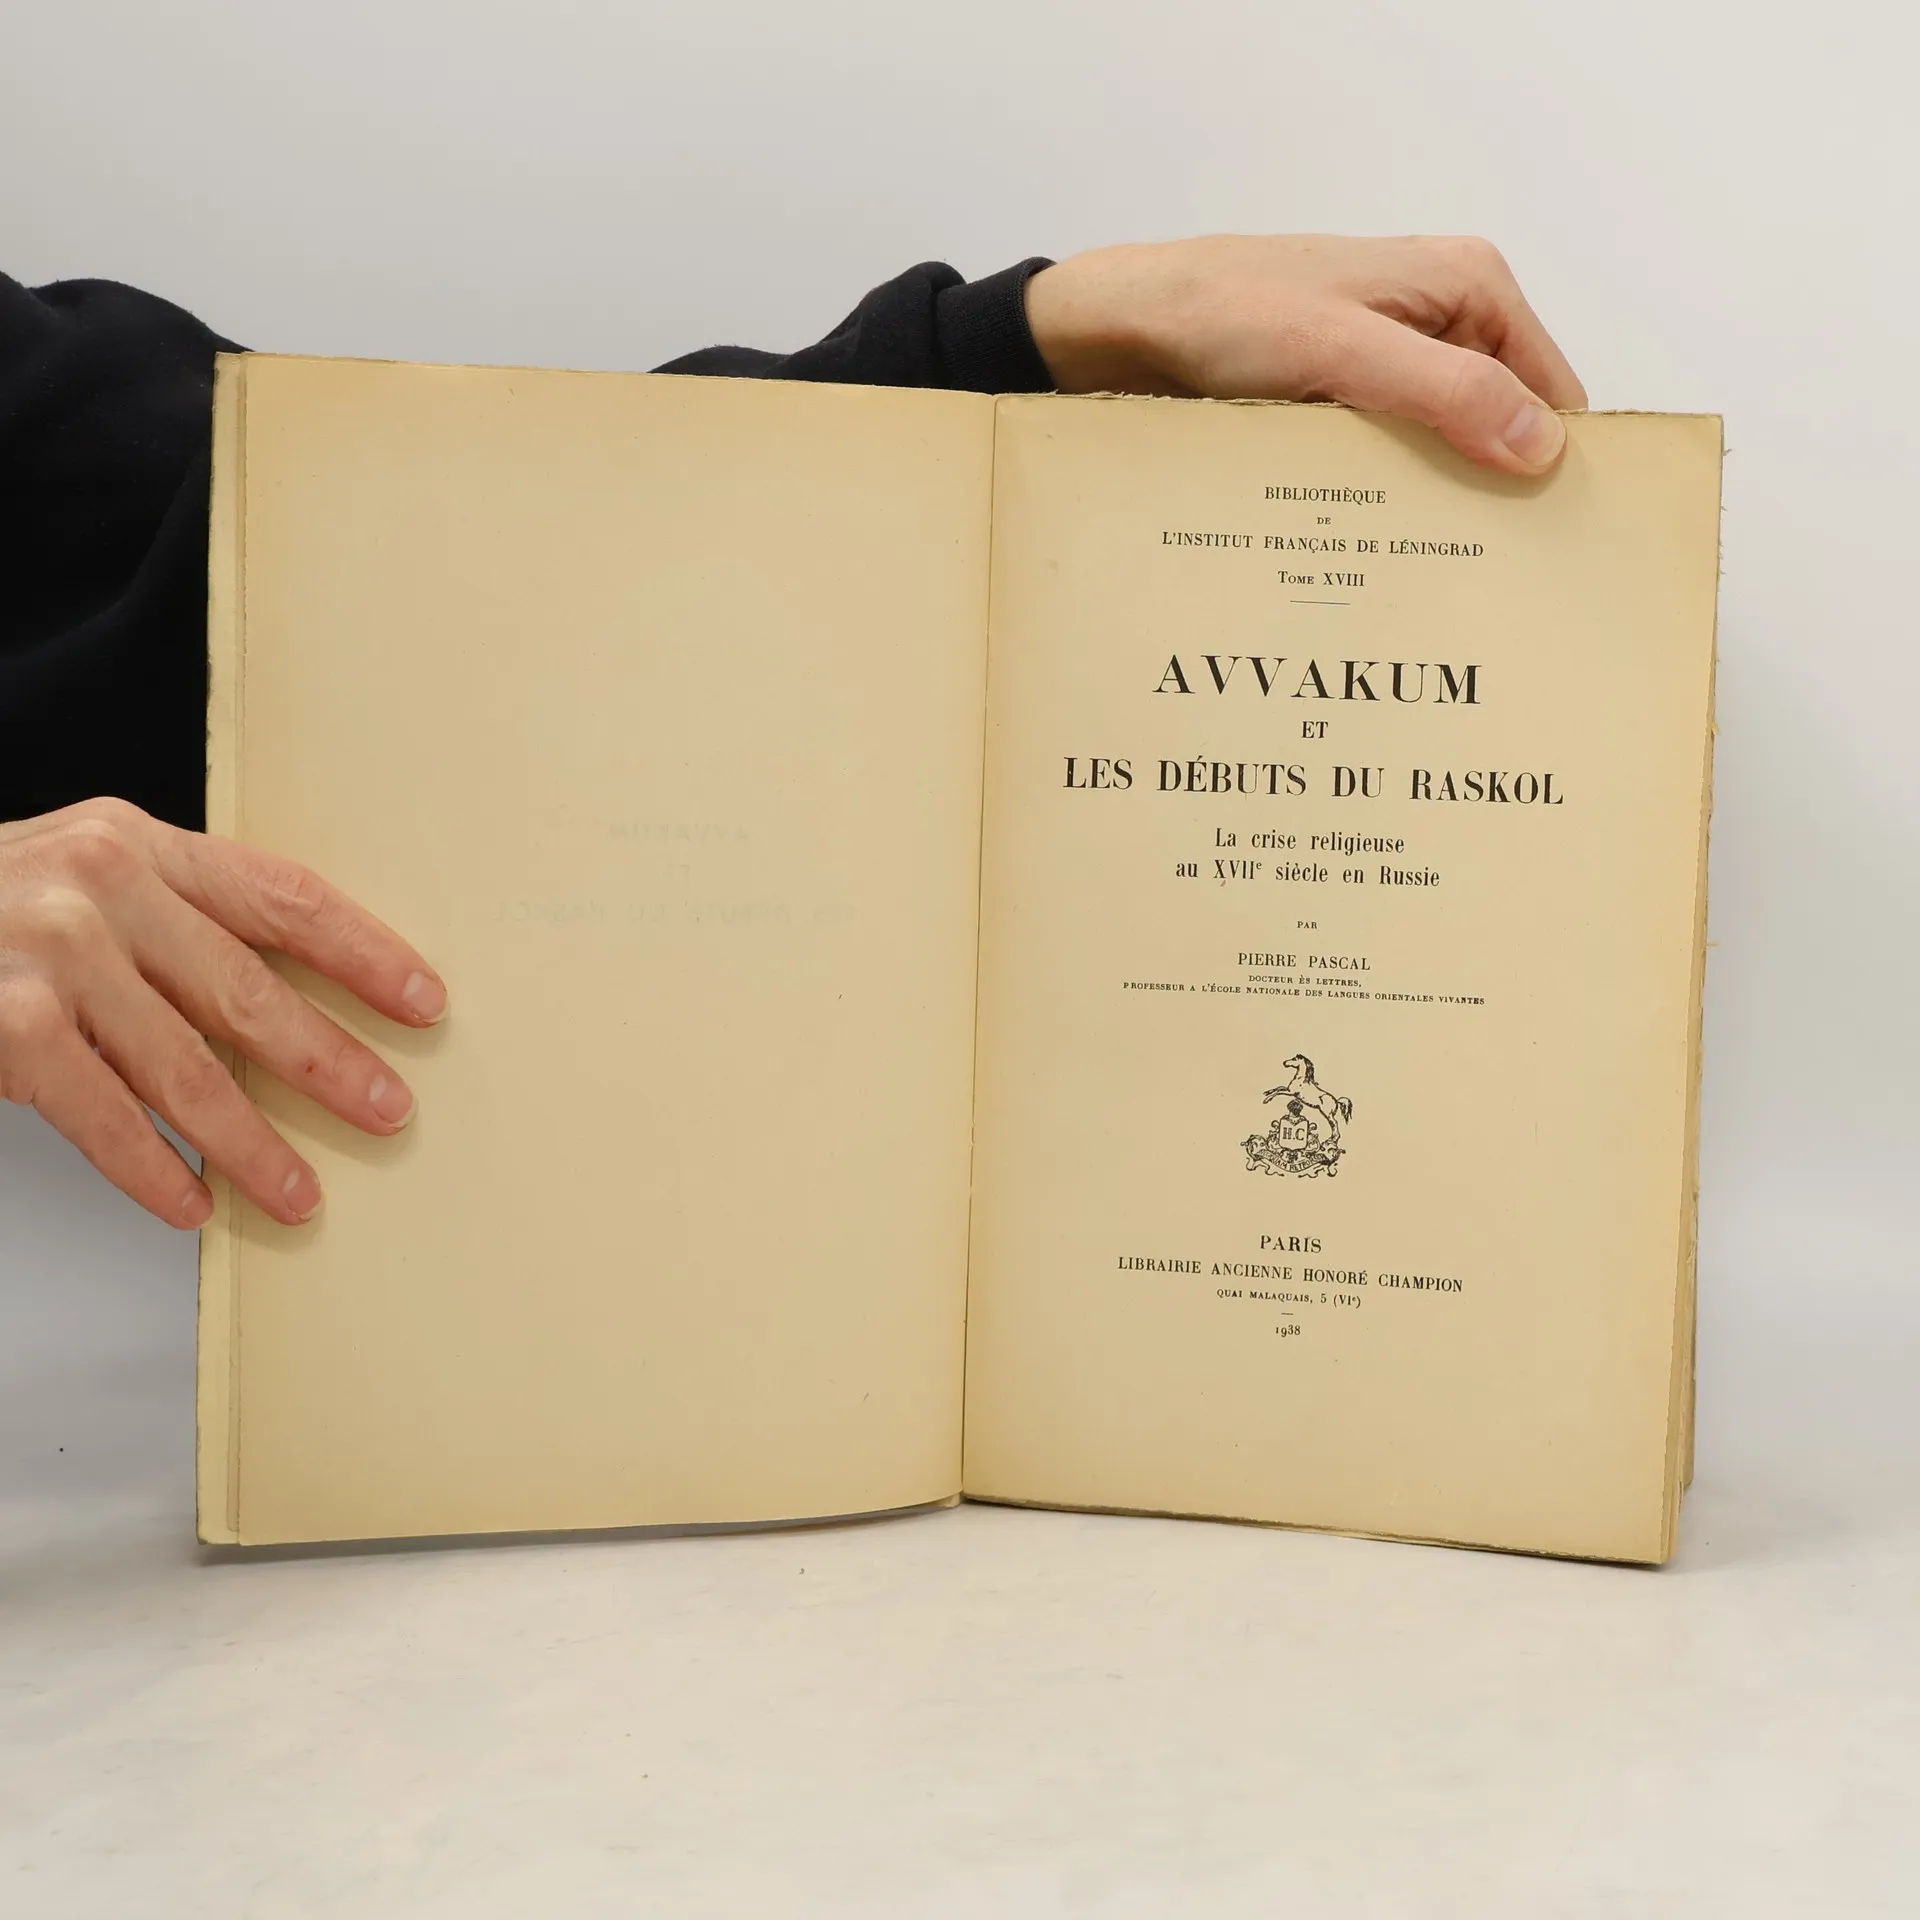 BIBLIOTHÈQUE
DE
L'INSTITUT FRANÇAIS DE LÉNINGRAD
TOME XVIII
AVVAKUM
ET
LES DÉBUTS DU RASKOL
La crise religieuse
au XVIIe siècle en Russie
PAR
PIERRE PASCAL
DOCTEUR ÈS LETTRES,
PROFESSEUR A L'ÉCOLE NATIONALE DES LANGUES ORIENTALES VIVANTES
H.C
PARIS
LIBRAIRIE ANCIENNE HONORÉ CHAMPION
QUAI MALAQUAIS, 5 (VIe)
1938